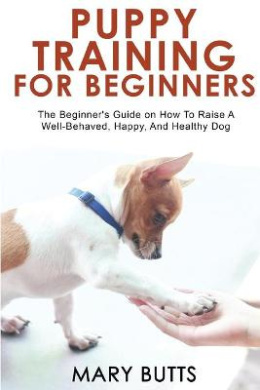 PUPPY
TRAINING
FOR BEGINNERS
The Beginner's Guide on How To Raise A
Well-Behaved, Happy, And Healthy Dog
MARY BUTTS